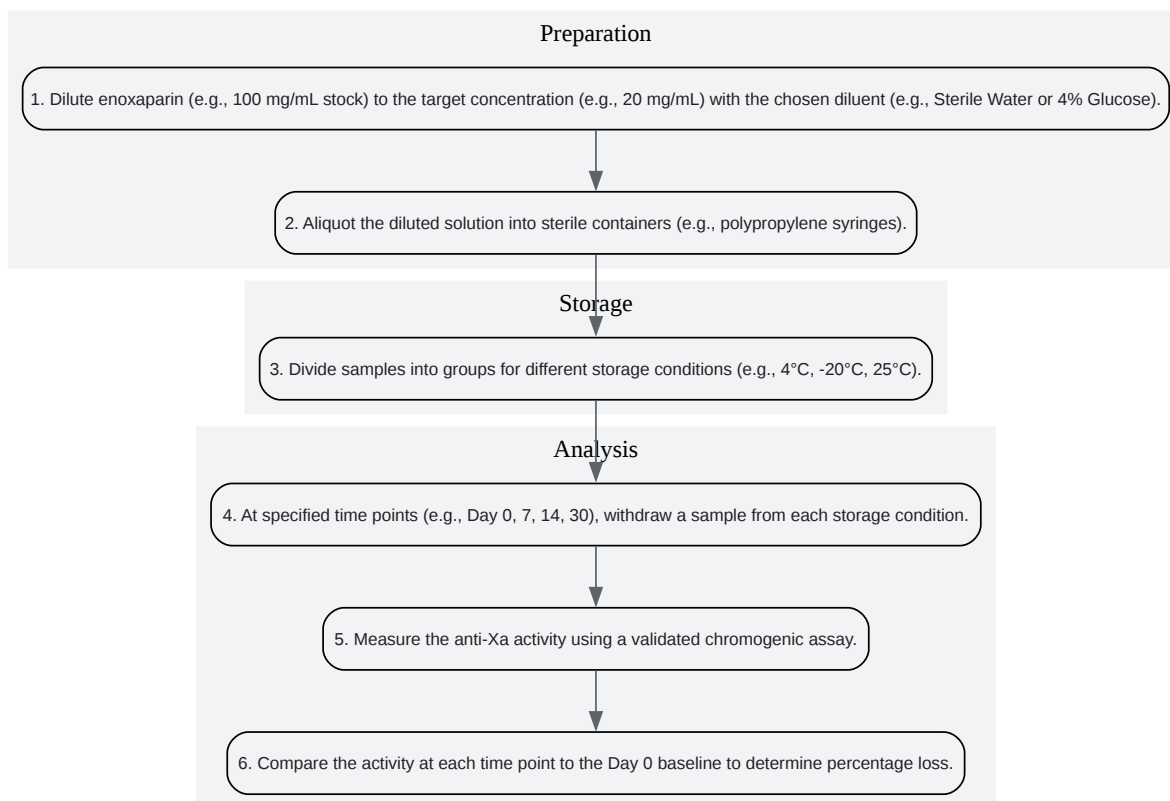 Preparation
1. Dilute enoxaparin (e.g., 100 mg/mL stock) to the target concentration (e.g., 20 mg/mL) with the chosen diluent (e.g., Sterile Water or 4% Glucose).
2. Aliquot the diluted solution into sterile containers (e.g., polypropylene syringes).
Storage
3. Divide samples into groups for different storage conditions (e.g., 4°C, -20°C, 25°C).
Analysis
4. At specified time points (e.g., Day 0, 7, 14, 30), withdraw a sample from each storage condition.
5. Measure the anti-Xa activity using a validated chromogenic assay.
6. Compare the activity at each time point to the Day 0 baseline to determine percentage loss.